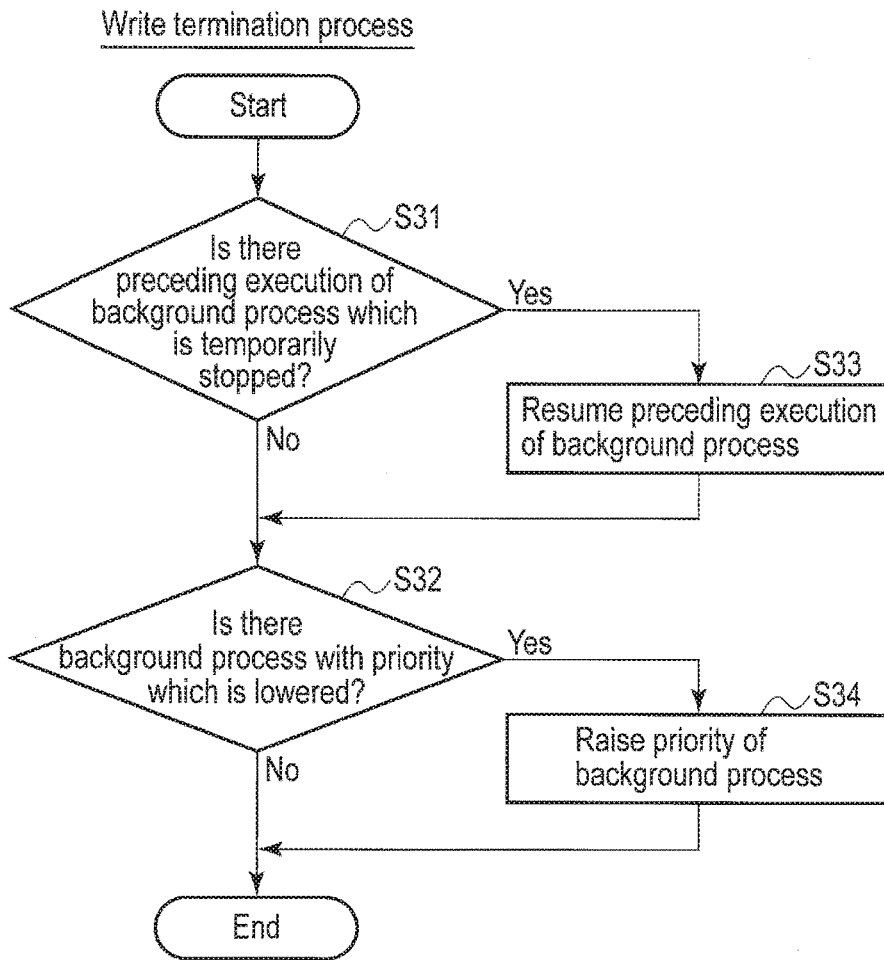 Write termination process
Start
S31
Is there
preceding execution of
background process which
is temporarily
stopped?
Yes
S33
Resume preceding execution
of background process
No
S32
Is there
background process with priority
which is lowered?
Yes
S34
Raise priority of
background process
No
End